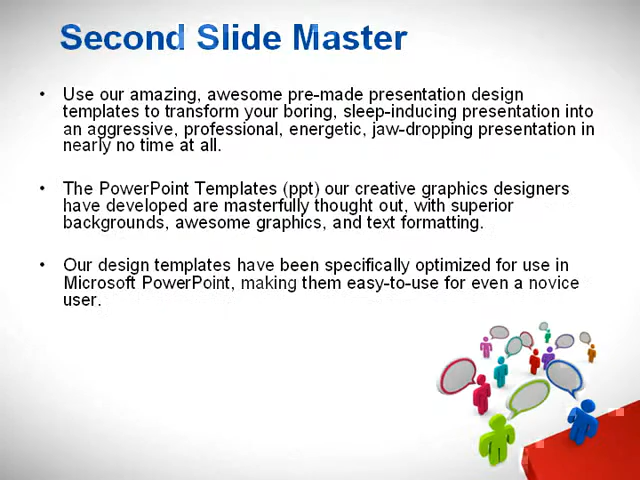 Second Slide Master
• Use our amazing, awesome pre-made presentation design
templates to transform your boring, sleep-inducing presentation into
an aggressive, professional, energetic, jaw-dropping presentation in
nearly no time at all.
• The PowerPoint Templates (ppt) our creative graphics designers
have developed are masterfully thought out, with superior
backgrounds, awesome graphics, and text formatting.
• Our design templates have been specifically optimized for use in
Microsoft PowerPoint, making them easy-to-use for even a novice
user.